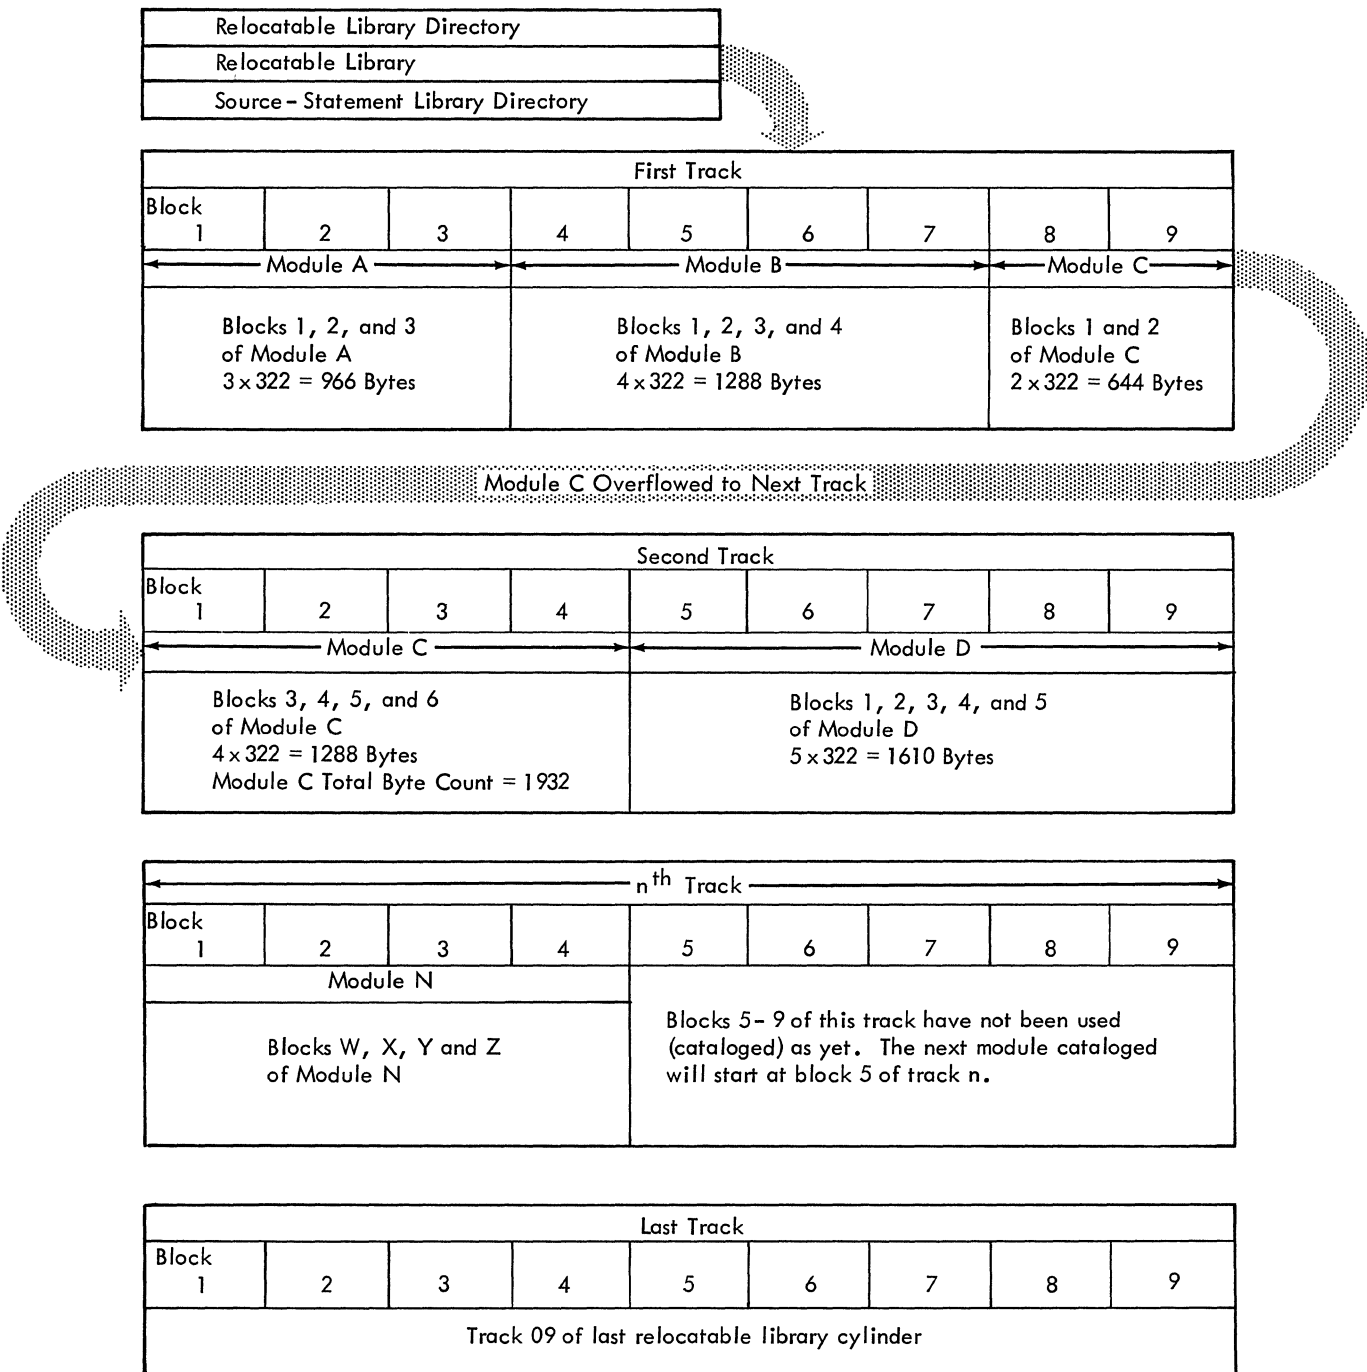 Relocatable Library Directory
Relocatable Library
Source - Statement Library Directory
First Track
Block
1 2 3 4 5 6 7 8 9
Module A Module B Module C
Blocks 1, 2, and 3
of Module A
3 x 322 = 966 Bytes
Blocks 1, 2, 3, and 4
of Module B
4 x 322 = 1288 Bytes
Blocks 1 and 2
of Module C
2 x 322 = 644 Bytes
Module C Overflowed to Next Track
Second Track
Block
1 2 3 4 5 6 7 8 9
Module C Module D
Blocks 3, 4, 5, and 6
of Module C
4 x 322 = 1288 Bytes
Module C Total Byte Count = 1932
Blocks 1, 2, 3, 4, and 5
of Module D
5 x 322 = 1610 Bytes
nth Track
Block
1 2 3 4 5 6 7 8 9
Module N
Blocks W, X, Y and Z
of Module N
Blocks 5 - 9 of this track have not been used
(cataloged) as yet. The next module cataloged
will start at block 5 of track n.
Last Track
Block
1 2 3 4 5 6 7 8 9
Track 09 of last relocatable library cylinder